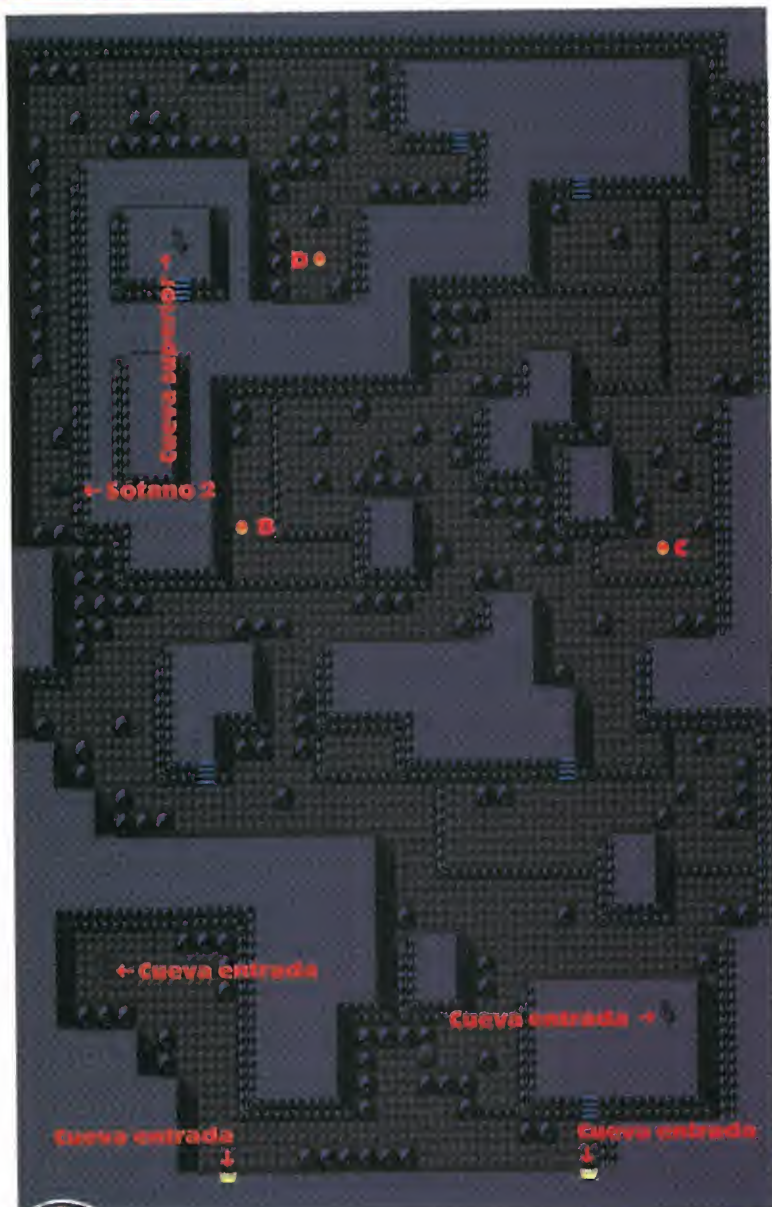 D
Cueva superior →
← Sotano 2
B
C
← Cueva entrada
Cueva entrada →
Cueva entrada
↓
Cueva entrada
↓